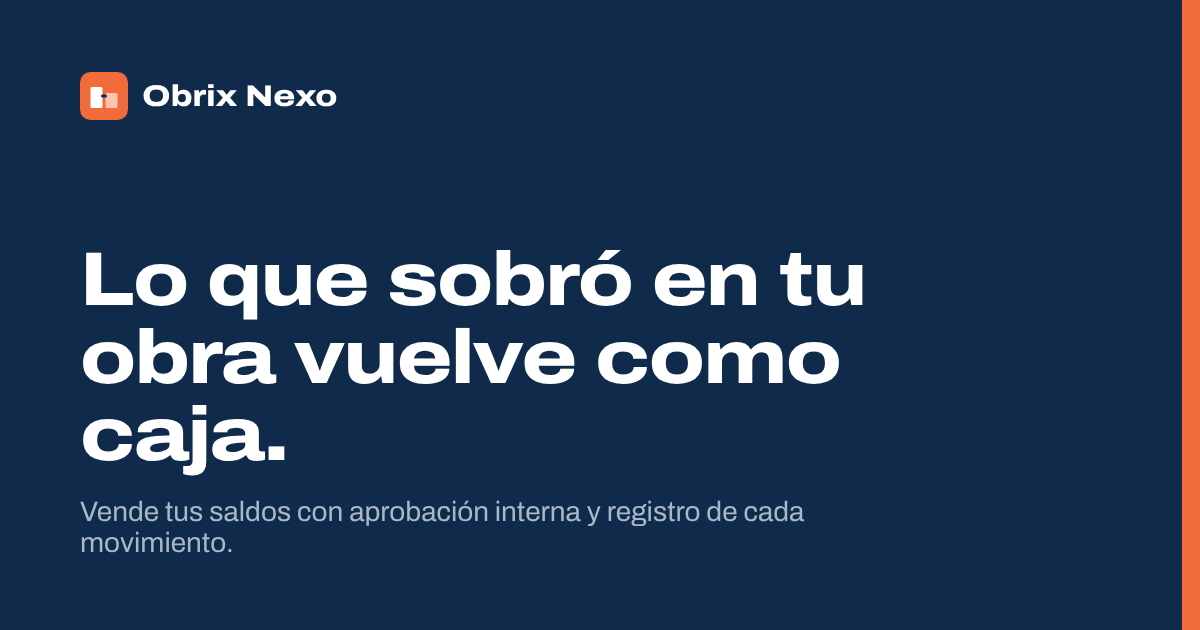 Obrix Nexo
Lo que sobró en tu
obra vuelve como
caja.
Vende tus saldos con aprobación interna y registro de cada
movimiento.